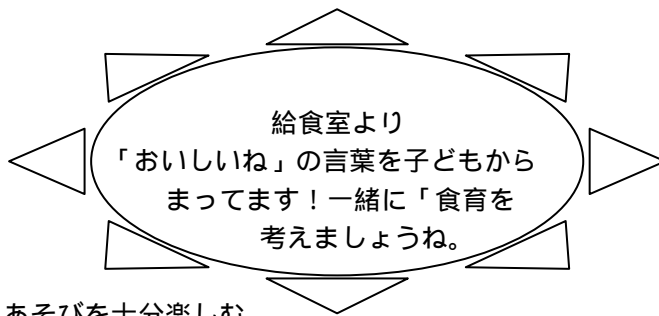 給食室より
「おいしいね」の言葉を子どもから
まってます！一緒に「食育を
考えましょうね。
あそびを十分楽しむ